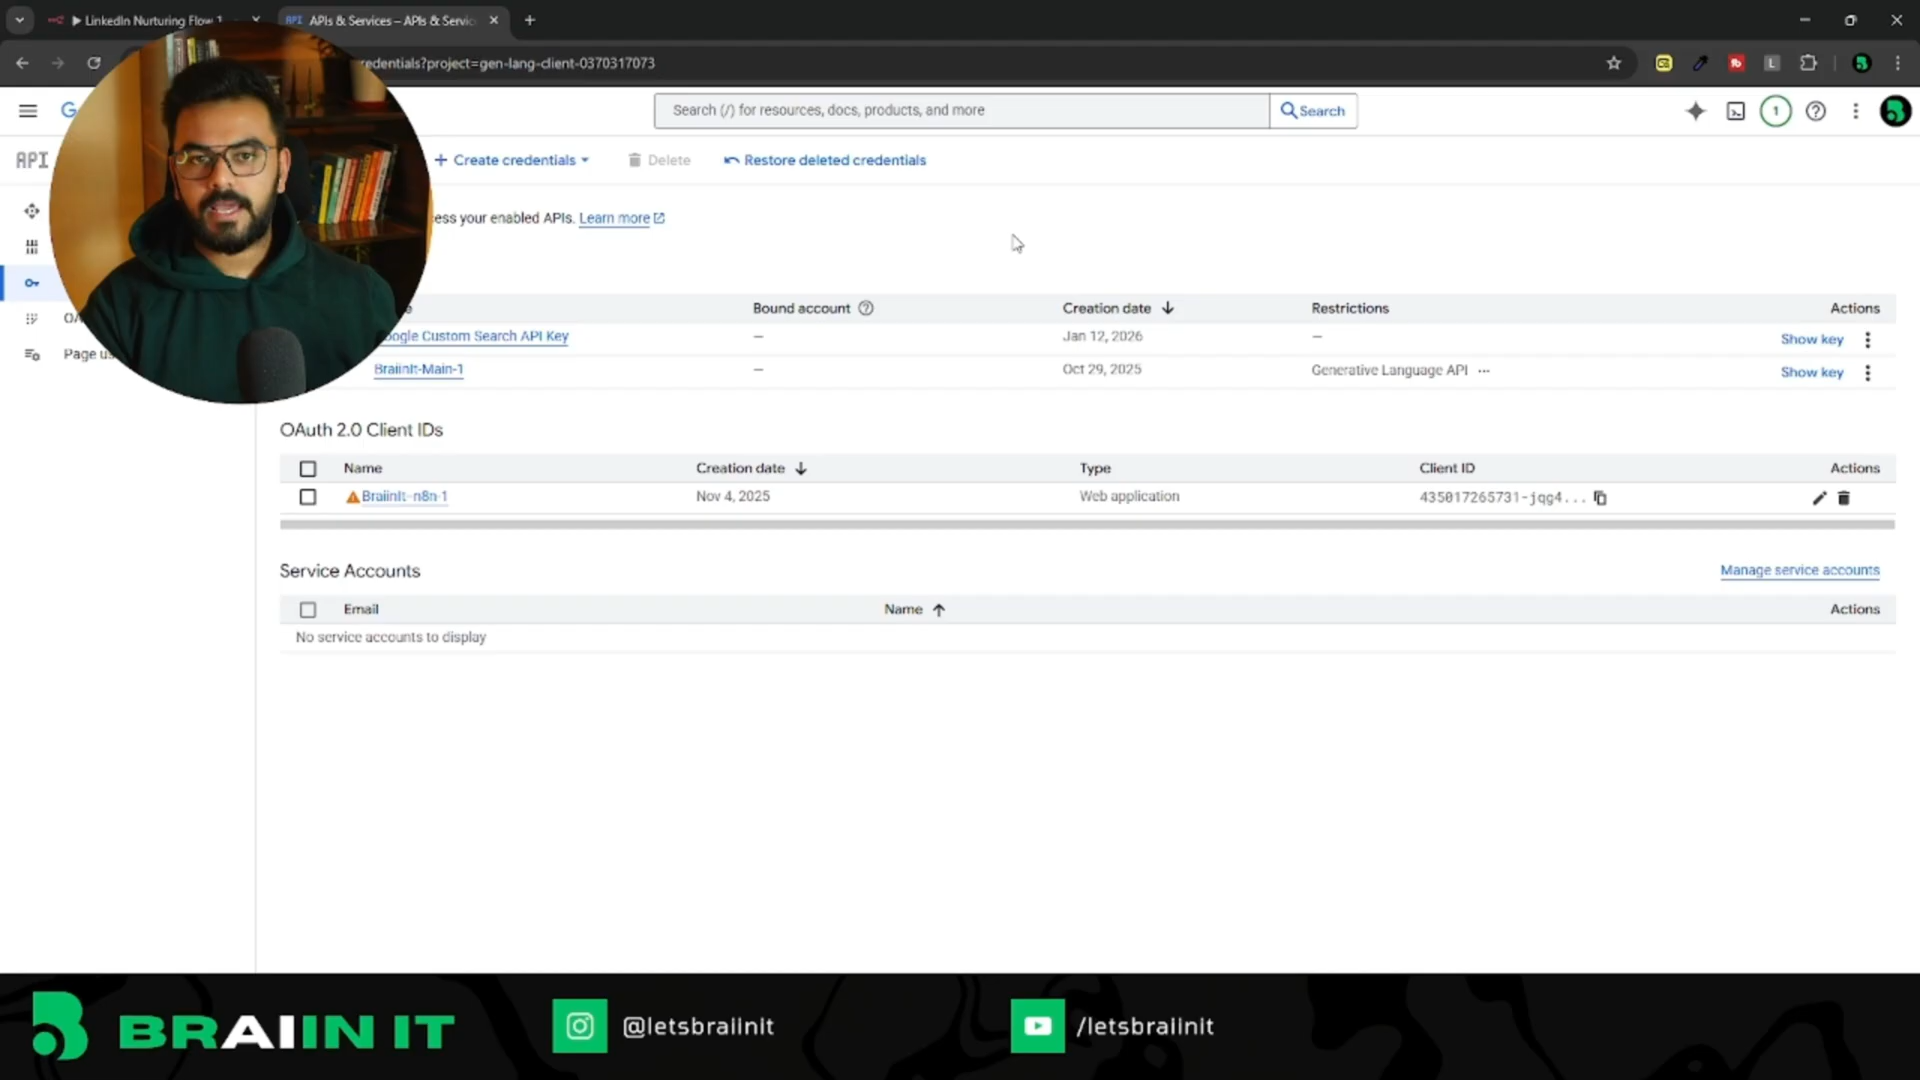 LinkedIn Nurturing Flow 1
API APIs & Services – APIs & Servic
redentials?project=gen-lang-client-0370317073
G
Search (/) for resources, docs, products, and more
Search
1
API
+ Create credentials
Delete
Restore deleted credentials
ess your enabled APIs. Learn more
e
Bound account
Creation date
Restrictions
Actions
OA
oogle Custom Search API Key
–
Jan 12, 2026
–
Show key
Page us
BraiinIt-Main-1
–
Oct 29, 2025
Generative Language API ...
Show key
OAuth 2.0 Client IDs
Name
Creation date
Type
Client ID
Actions
BraiinIt-n8n-1
Nov 4, 2025
Web application
435017265731-jqg4...
Service Accounts
Manage service accounts
Email
Name
Actions
No service accounts to display
BRAIIN IT
@letsbraiinit
/letsbraiinit